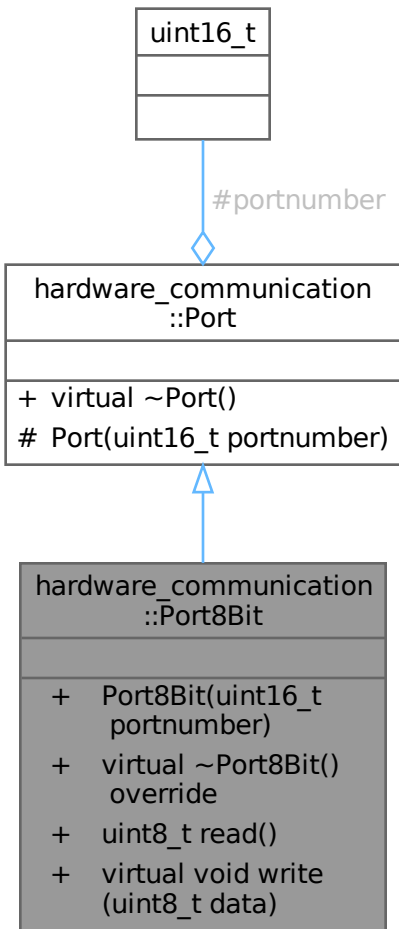 uint16_t
#portnumber
hardware_communication
::Port
+ virtual ~Port()
# Port(uint16_t portnumber)
hardware_communication
::Port8Bit
+ Port8Bit(uint16_t
portnumber)
+ virtual ~Port8Bit()
override
+ uint8_t read()
+ virtual void write
(uint8_t data)